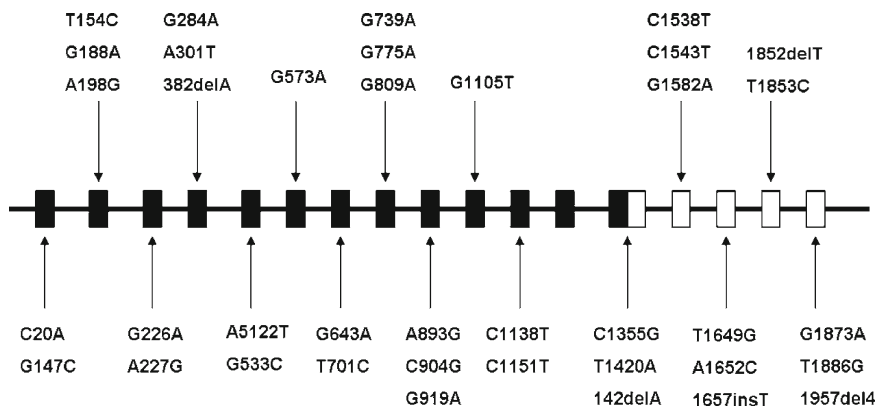 T154C G284A G739A C1538T
G188A A301T G775A C1543T 1852delT
A198G 382delA G573A G809A G1105T G1582A T1853C
C20A G226A A5122T G643A A893G C1138T C1355G T1649G G1873A
G147C A227G G533C T701C C904G C1151T T1420A A1652C T1886G
G919A 142delA 1657insT 1957del4